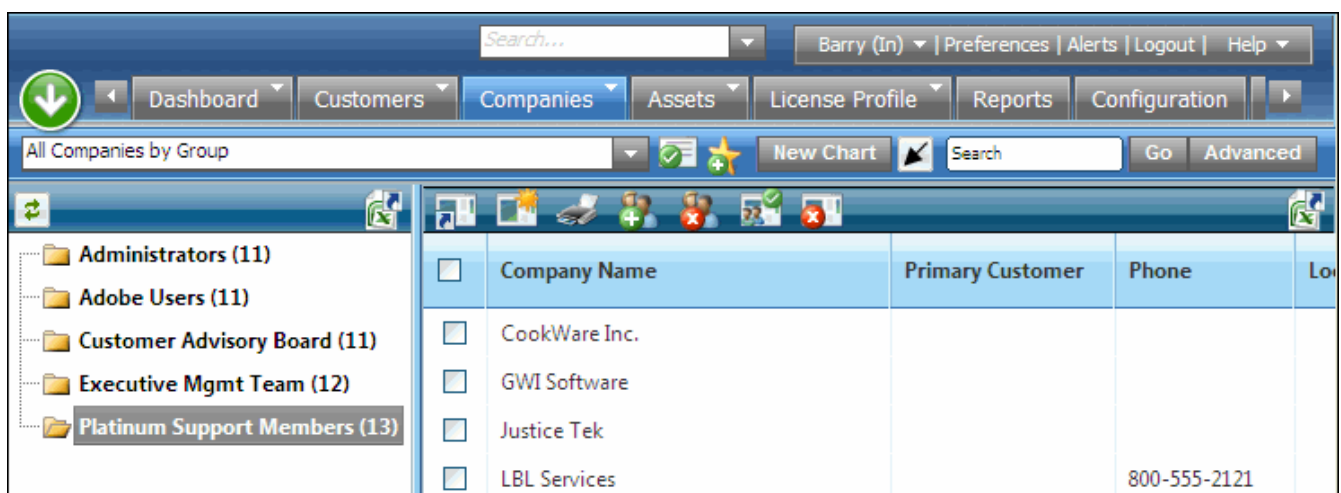 Search...
Barry (In) | Preferences | Alerts | Logout | Help
Dashboard Customers Companies Assets License Profile Reports Configuration
All Companies by Group New Chart Search Go Advanced
Administrators (11)
Adobe Users (11)
Customer Advisory Board (11)
Executive Mgmt Team (12)
Platinum Support Members (13)
Company Name Primary Customer Phone
CookWare Inc.
GWI Software
Justice Tek
LBL Services 800-555-2121